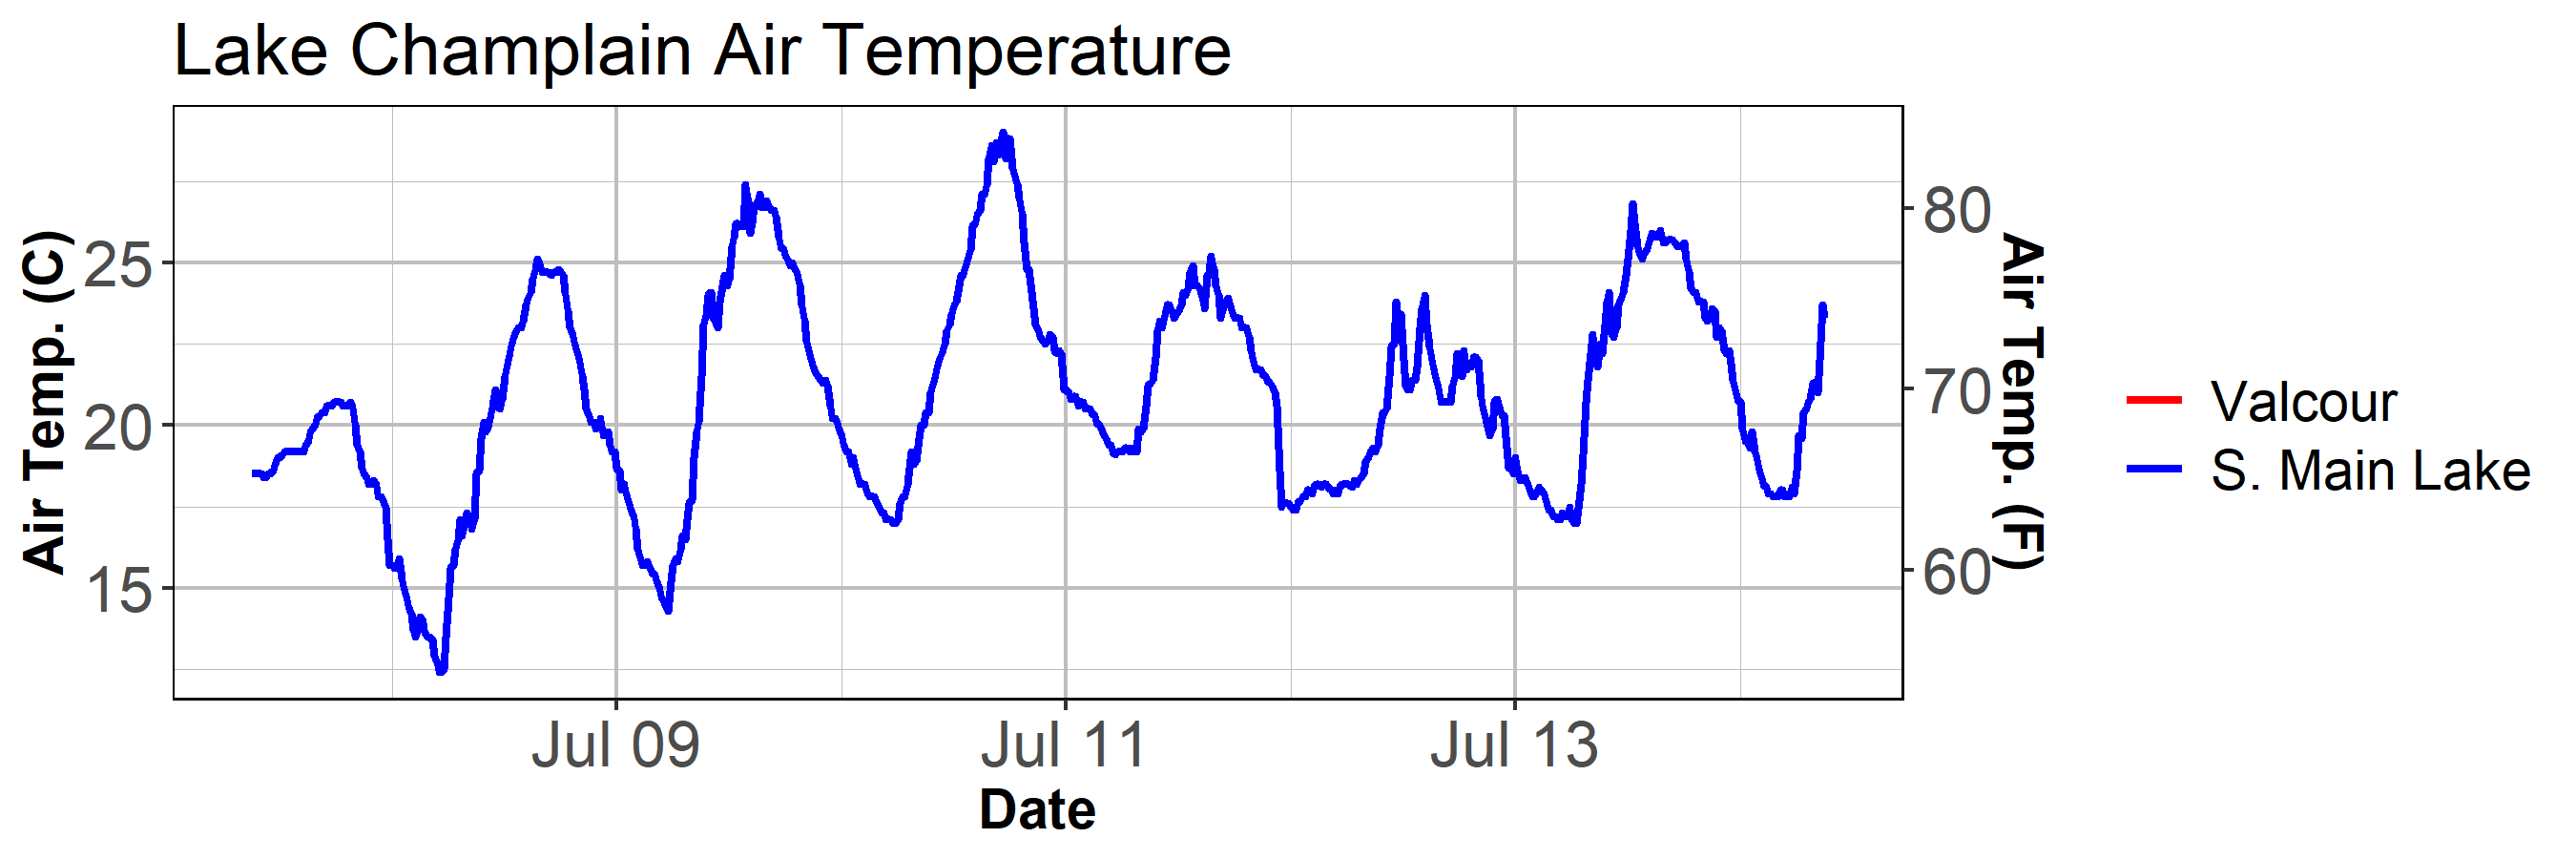 Lake Champlain Air Temperature
Air Temp. (C)
25
20
15
80
70
60
Air Temp. (F)
Valcour
S. Main Lake
Jul 09
Jul 11
Jul 13
Date